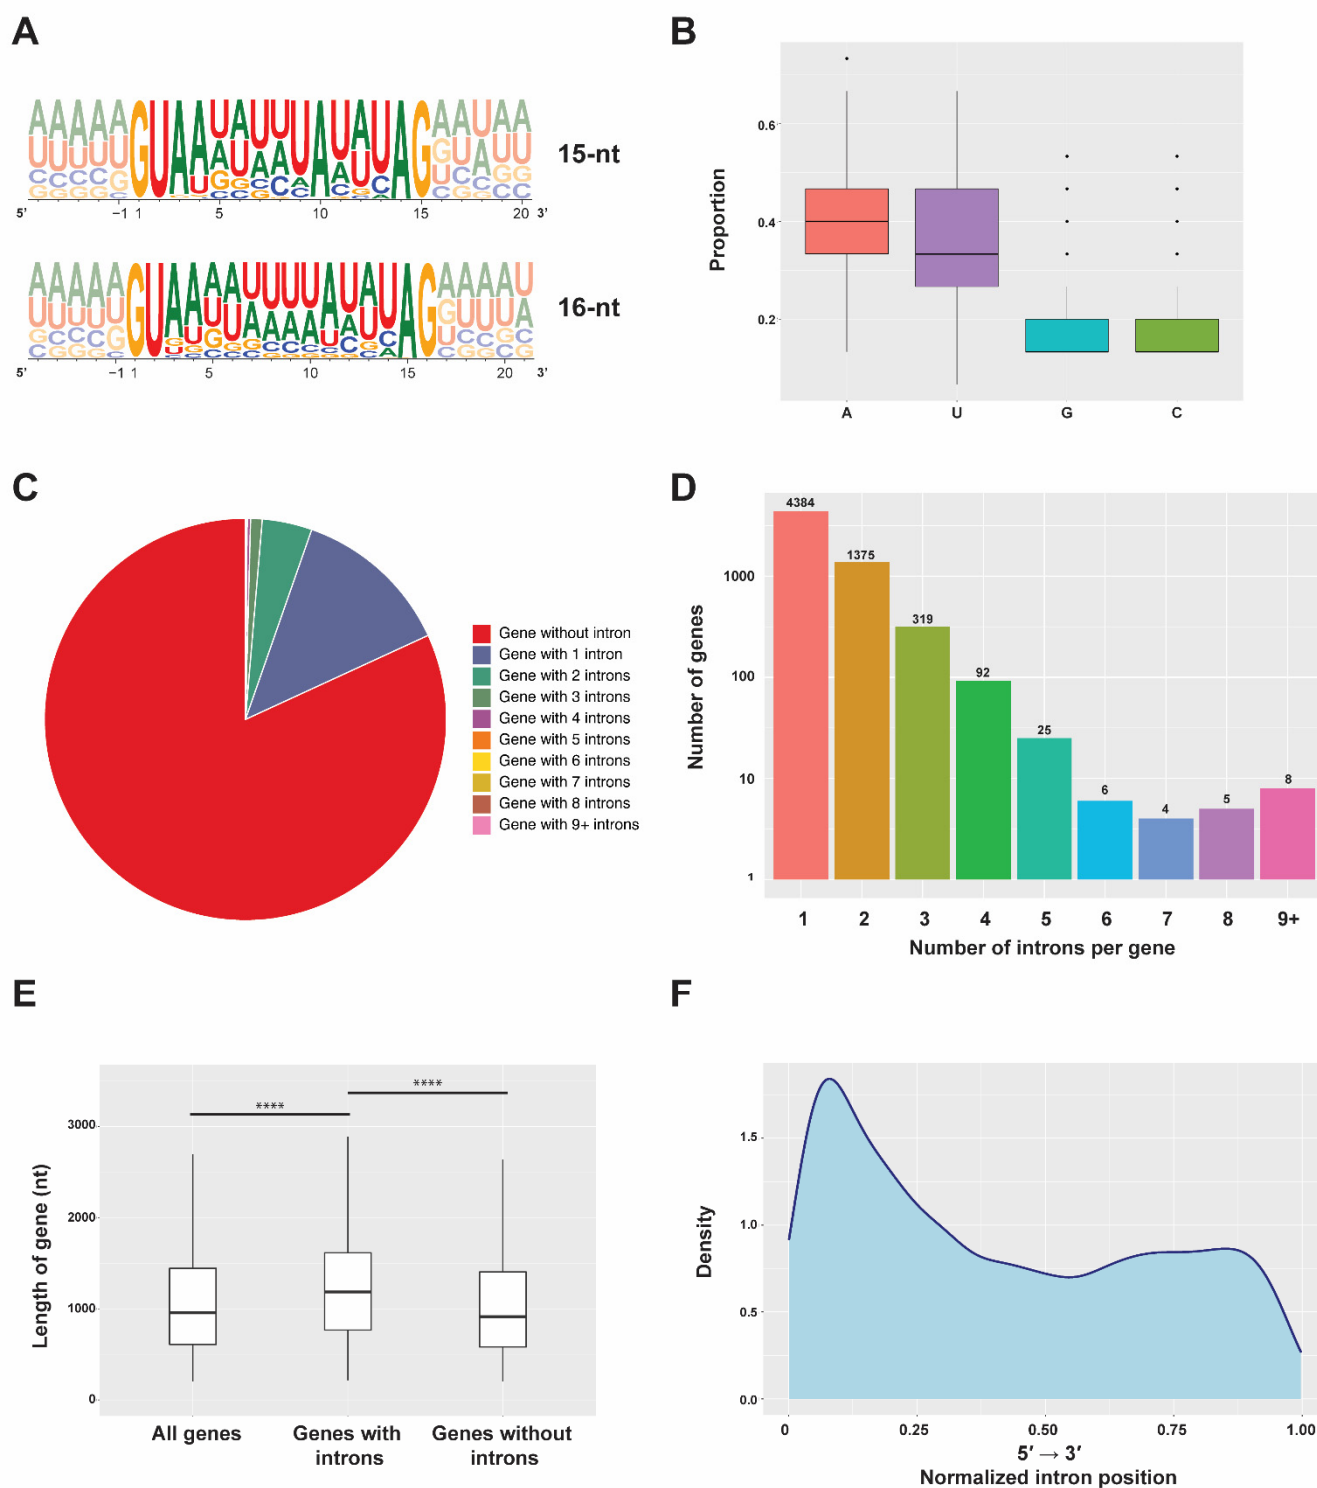 A
15-nt
5′ −1 1 5 10 15 20 3′
16-nt
5′ −1 1 5 10 15 20 3′
B
Proportion
0.6
0.4
0.2
A U G C
C
Gene without intron
Gene with 1 intron
Gene with 2 introns
Gene with 3 introns
Gene with 4 introns
Gene with 5 introns
Gene with 6 introns
Gene with 7 introns
Gene with 8 introns
Gene with 9+ introns
D
Number of genes
1000
100
10
1
4384
1375
319
92
25
6
4
5
8
1 2 3 4 5 6 7 8 9+
Number of introns per gene
E
Length of gene (nt)
3000
2000
1000
0
****
****
All genes
Genes with
introns
Genes without
introns
F
Density
1.5
1.0
0.5
0.0
0 0.25 0.50 0.75 1.00
5′ → 3′
Normalized intron position